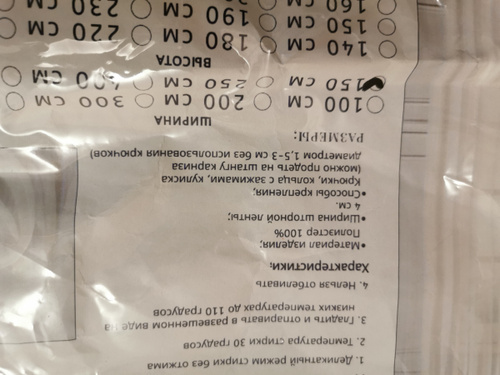 1. Деликатный режим стирки без отжима
2. Температура стирки 30 градусов
3. Гладить и отпаривать в развешенном виде на
низких температурах до 110 градусов
4. Нельзя отбеливать
Характеристики:
•Материал изделия;
Полиэстер 100%
•Ширина шторной ленты;
4 см.
•Способы крепления;
Крючки, кольца с зажимами, кулиска
(можно продеть на штангу карниза
диаметром 1,5-3 см без использования крючков)
РАЗМЕРЫ:
ШИРИНА
100 СМ 200 СМ 300 СМ
150 СМ 250 СМ 400 СМ
ВЫСОТА
140 СМ 180 СМ 220 СМ
150 СМ 190 СМ 230 СМ
160 СМ